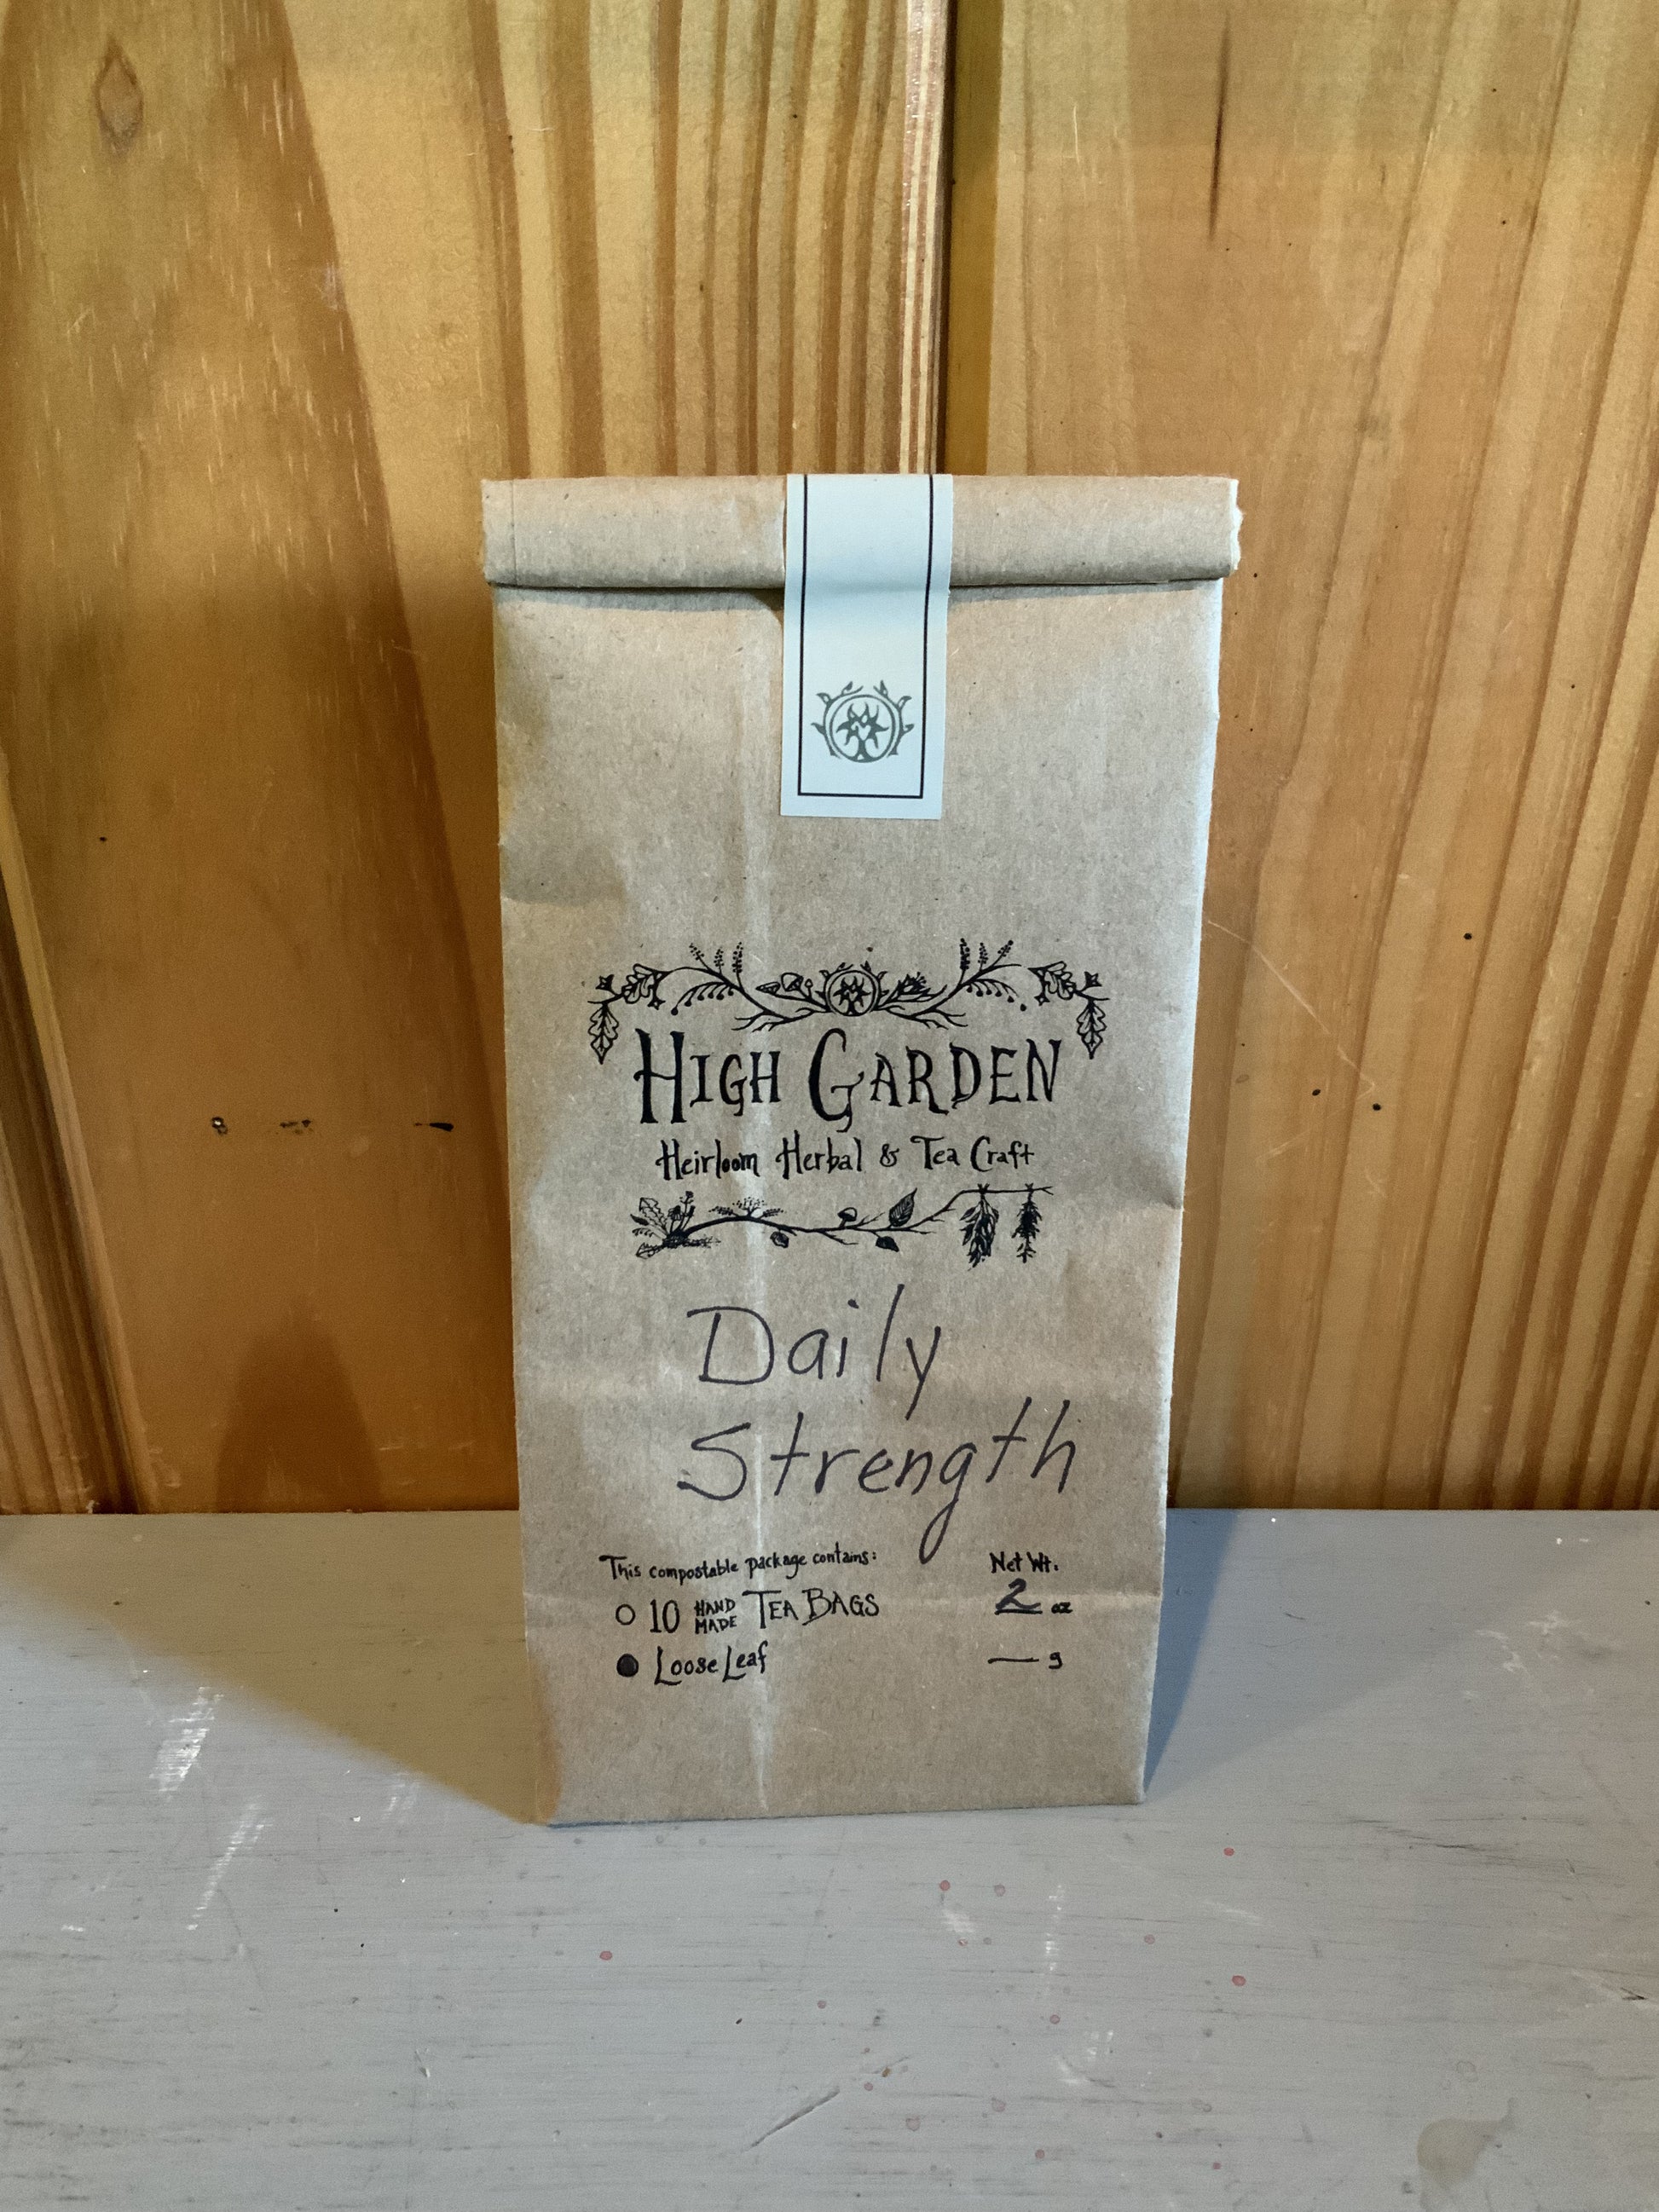 HIGH GARDEN
Heirloom Herbal & Tea Craft
Daily
Strength
This compostable package contains:
Net Wt.
10 HAND MADE TEA BAGS
2 oz
Loose Leaf
— g